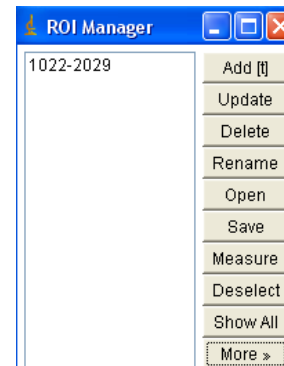 ROI Manager
1022-2029
Add [t]
Update
Delete
Rename
Open
Save
Measure
Deselect
Show All
More »